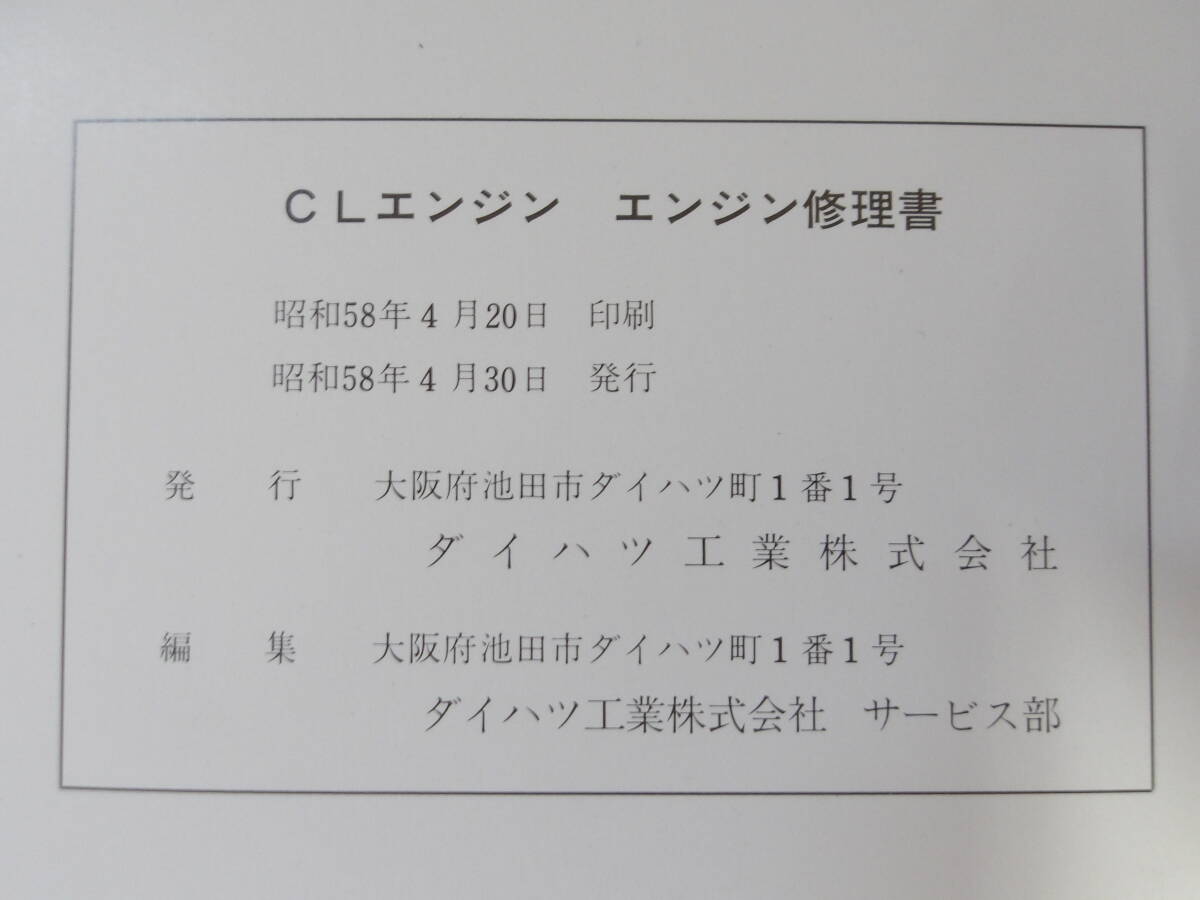 CLエンジン　エンジン修理書
昭和58年4月20日　印刷
昭和58年4月30日　発行
発　行　大阪府池田市ダイハツ町1番1号
ダイハツ工業株式会社
編　集　大阪府池田市ダイハツ町1番1号
ダイハツ工業株式会社　サービス部